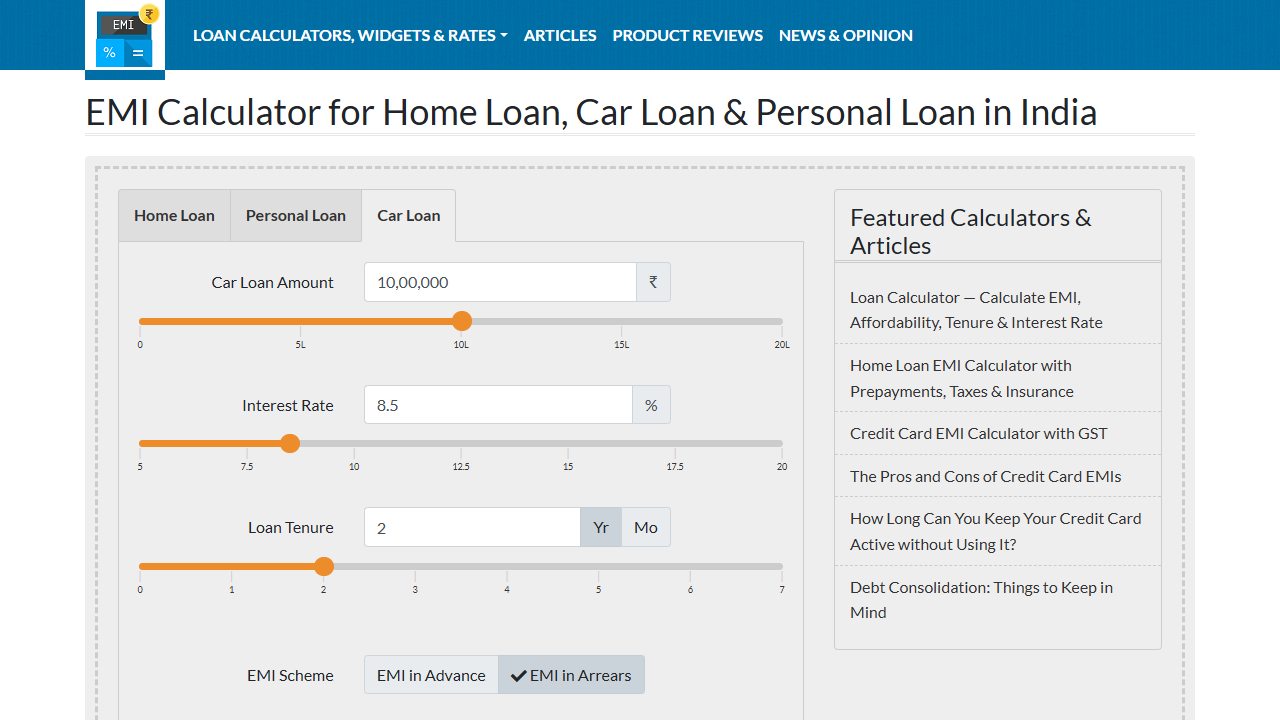 EMI ₹
% =
LOAN CALCULATORS, WIDGETS & RATES ARTICLES PRODUCT REVIEWS NEWS & OPINION
EMI Calculator for Home Loan, Car Loan & Personal Loan in India
Home Loan Personal Loan Car Loan
Car Loan Amount 10,00,000 ₹
0 5L 10L 15L 20L
Interest Rate 8.5 %
5 7.5 10 12.5 15 17.5 20
Loan Tenure 2 Yr Mo
0 1 2 3 4 5 6 7
EMI Scheme EMI in Advance EMI in Arrears
Featured Calculators &
Articles
Loan Calculator — Calculate EMI,
Affordability, Tenure & Interest Rate
Home Loan EMI Calculator with
Prepayments, Taxes & Insurance
Credit Card EMI Calculator with GST
The Pros and Cons of Credit Card EMIs
How Long Can You Keep Your Credit Card
Active without Using It?
Debt Consolidation: Things to Keep in
Mind